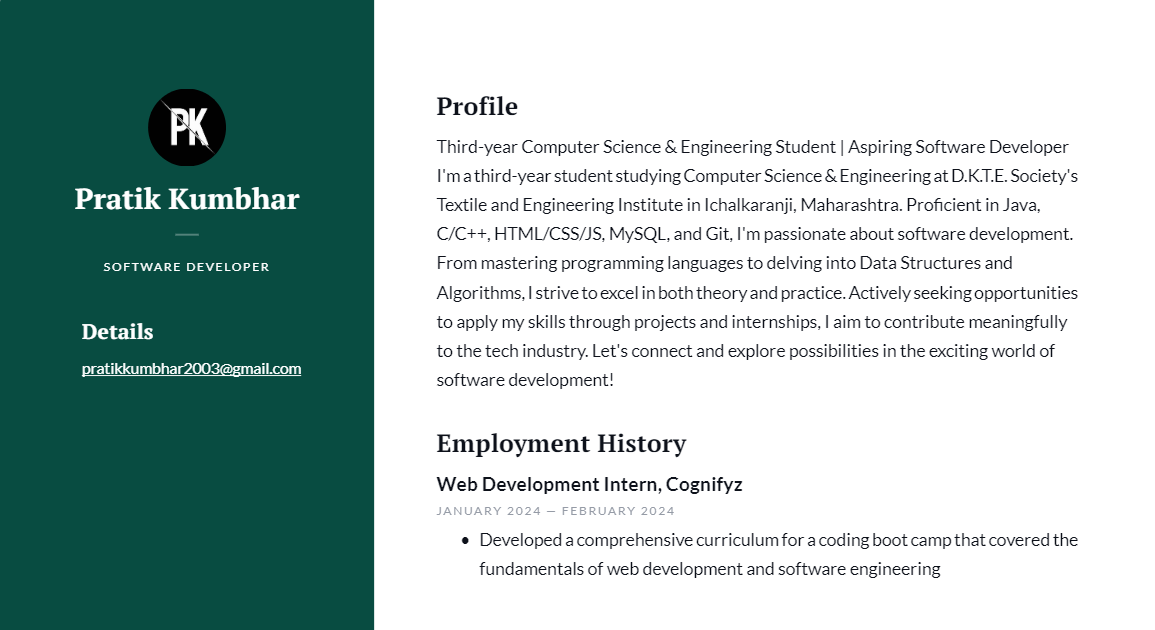 PK
Pratik Kumbhar
SOFTWARE DEVELOPER
Details
pratikkumbhar2003@gmail.com
Profile
Third-year Computer Science & Engineering Student | Aspiring Software Developer
I'm a third-year student studying Computer Science & Engineering at D.K.T.E. Society's
Textile and Engineering Institute in Ichalkaranji, Maharashtra. Proficient in Java,
C/C++, HTML/CSS/JS, MySQL, and Git, I'm passionate about software development.
From mastering programming languages to delving into Data Structures and
Algorithms, I strive to excel in both theory and practice. Actively seeking opportunities
to apply my skills through projects and internships, I aim to contribute meaningfully
to the tech industry. Let's connect and explore possibilities in the exciting world of
software development!
Employment History
Web Development Intern, Cognifyz
JANUARY 2024 — FEBRUARY 2024
• Developed a comprehensive curriculum for a coding boot camp that covered the
fundamentals of web development and software engineering